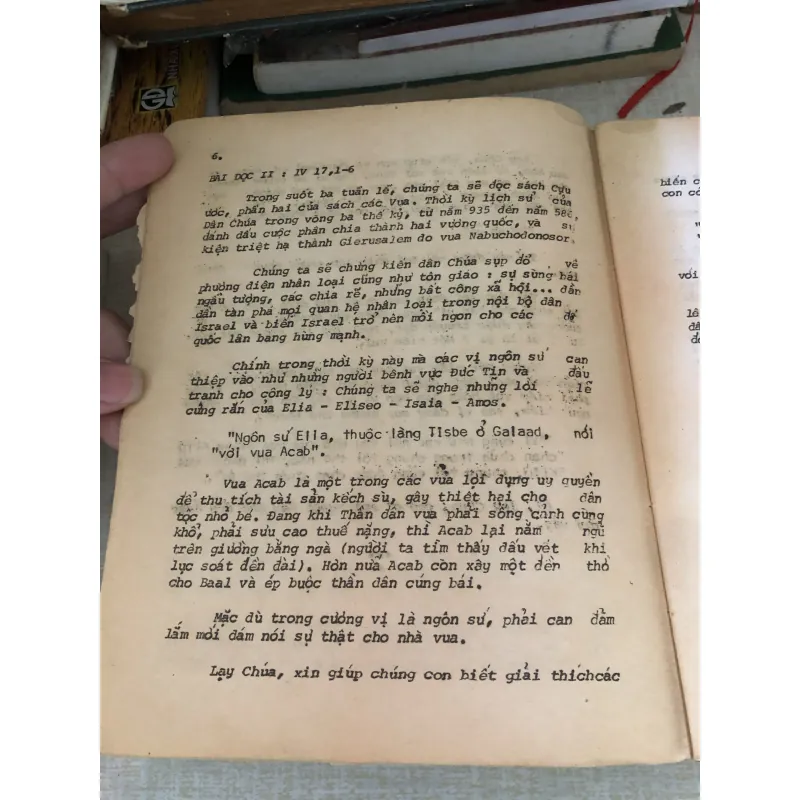 6.
BÀI ĐỌC II : IV 17,1-6
Trong suốt ba tuần lễ, chúng ta sẽ đọc sách Cựu
ước, phần hai của sách các Vua. Thời kỳ lịch sử của
Dân Chúa trong vòng ba thế kỷ, từ năm 935 đến năm 586,
đánh dấu cuộc phân chia thành hai vương quốc, và sự
kiện triệt hạ thành Gierusalem do vua Nabuchodonosor.
Chúng ta sẽ chứng kiến dân Chúa sụp đổ về
phương diện nhân loại cũng như tôn giáo : sự sùng bái
ngẫu tượng, các chia rẽ, những bất công xã hội... dần
dần tàn phá mọi quan hệ nhân loại trong nội bộ dân
Israel và biến Israel trở nên mồi ngon cho các đế
quốc lân bang hùng mạnh.
Chính trong thời kỳ này mà các vị ngôn sứ can
thiệp vào như những người bênh vực Đức Tin và đấu
tranh cho công lý : Chúng ta sẽ nghe những lời lẽ
cứng rắn của Elia - Eliseo - Isaia - Amos.
"Ngôn sứ Elia, thuộc làng Tisbe ở Galaad, nói
"với vua Acab".
Vua Acab là một trong các vua lợi dụng uy quyền
để thu tích tài sản kếch sù, gây thiệt hại cho dân
tộc nhỏ bé. Đang khi Thần dân vua phải sống cảnh cùng
khổ, phải sưu cao thuế nặng, thì Acab lại nằm ngủ
trên giường bằng ngà (người ta tìm thấy dấu vết khi
lục soát đền đài). Hơn nữa Acab còn xây một đền thờ
cho Baal và ép buộc thần dân cúng bái.
Mặc dù trong cương vị là ngôn sứ, phải can đảm
lắm mới dám nói sự thật cho nhà vua.
Lạy Chúa, xin giúp chúng con biết giải thíchcác
biến c
con cô
"
với
lô
dâ